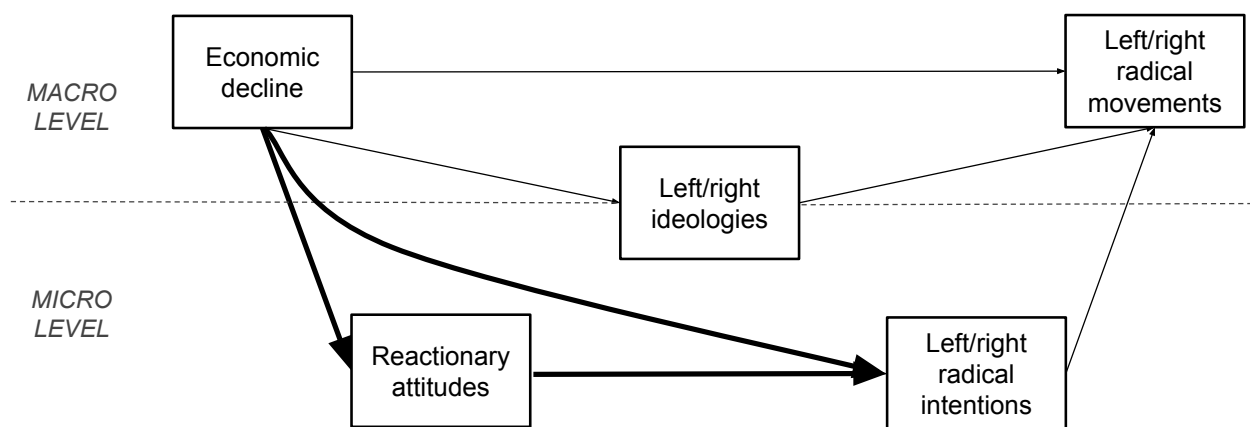 Economic
decline
Left/right
radical
movements
MACRO
LEVEL
Left/right
ideologies
MICRO
LEVEL
Reactionary
attitudes
Left/right
radical
intentions